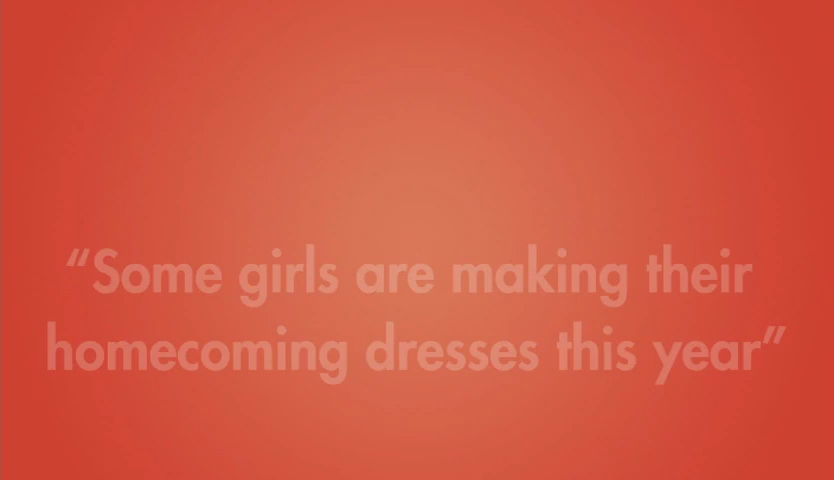 “Some girls are making their
homecoming dresses this year”